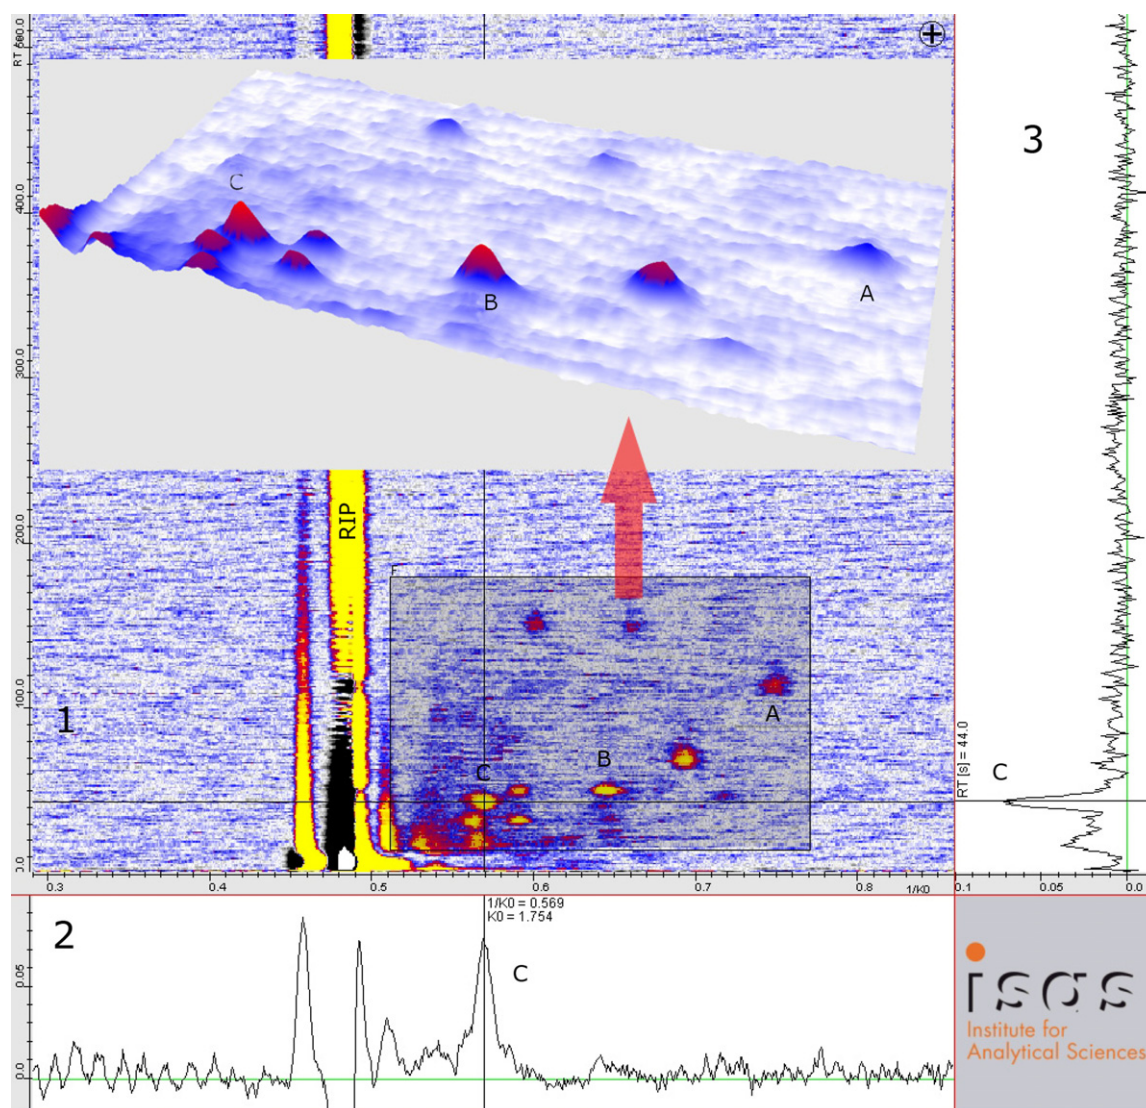 RT [s]
500.0
3
C
400.0
B
A
300.0
200.0
RIP
100.0
1
A
B
C
RT [s] = 44.0
C
0.0
0.3
0.4
0.5
0.6
0.7
0.8
1/K0
0.1
0.05
0.0
2
1/K0 = 0.569
K0 = 1.754
C
0.05
0.0
isas
Institute for
Analytical Sciences